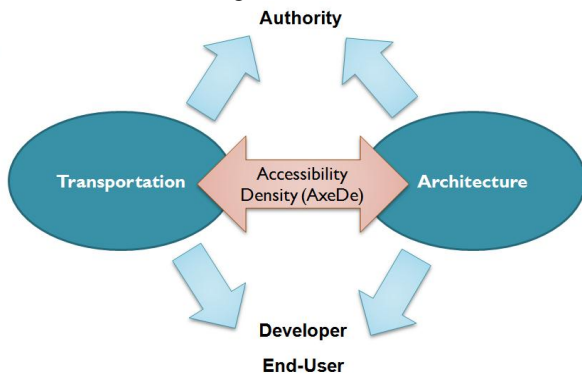 Authority
Transportation
Accessibility
Density (AxeDe)
Architecture
Developer
End-User